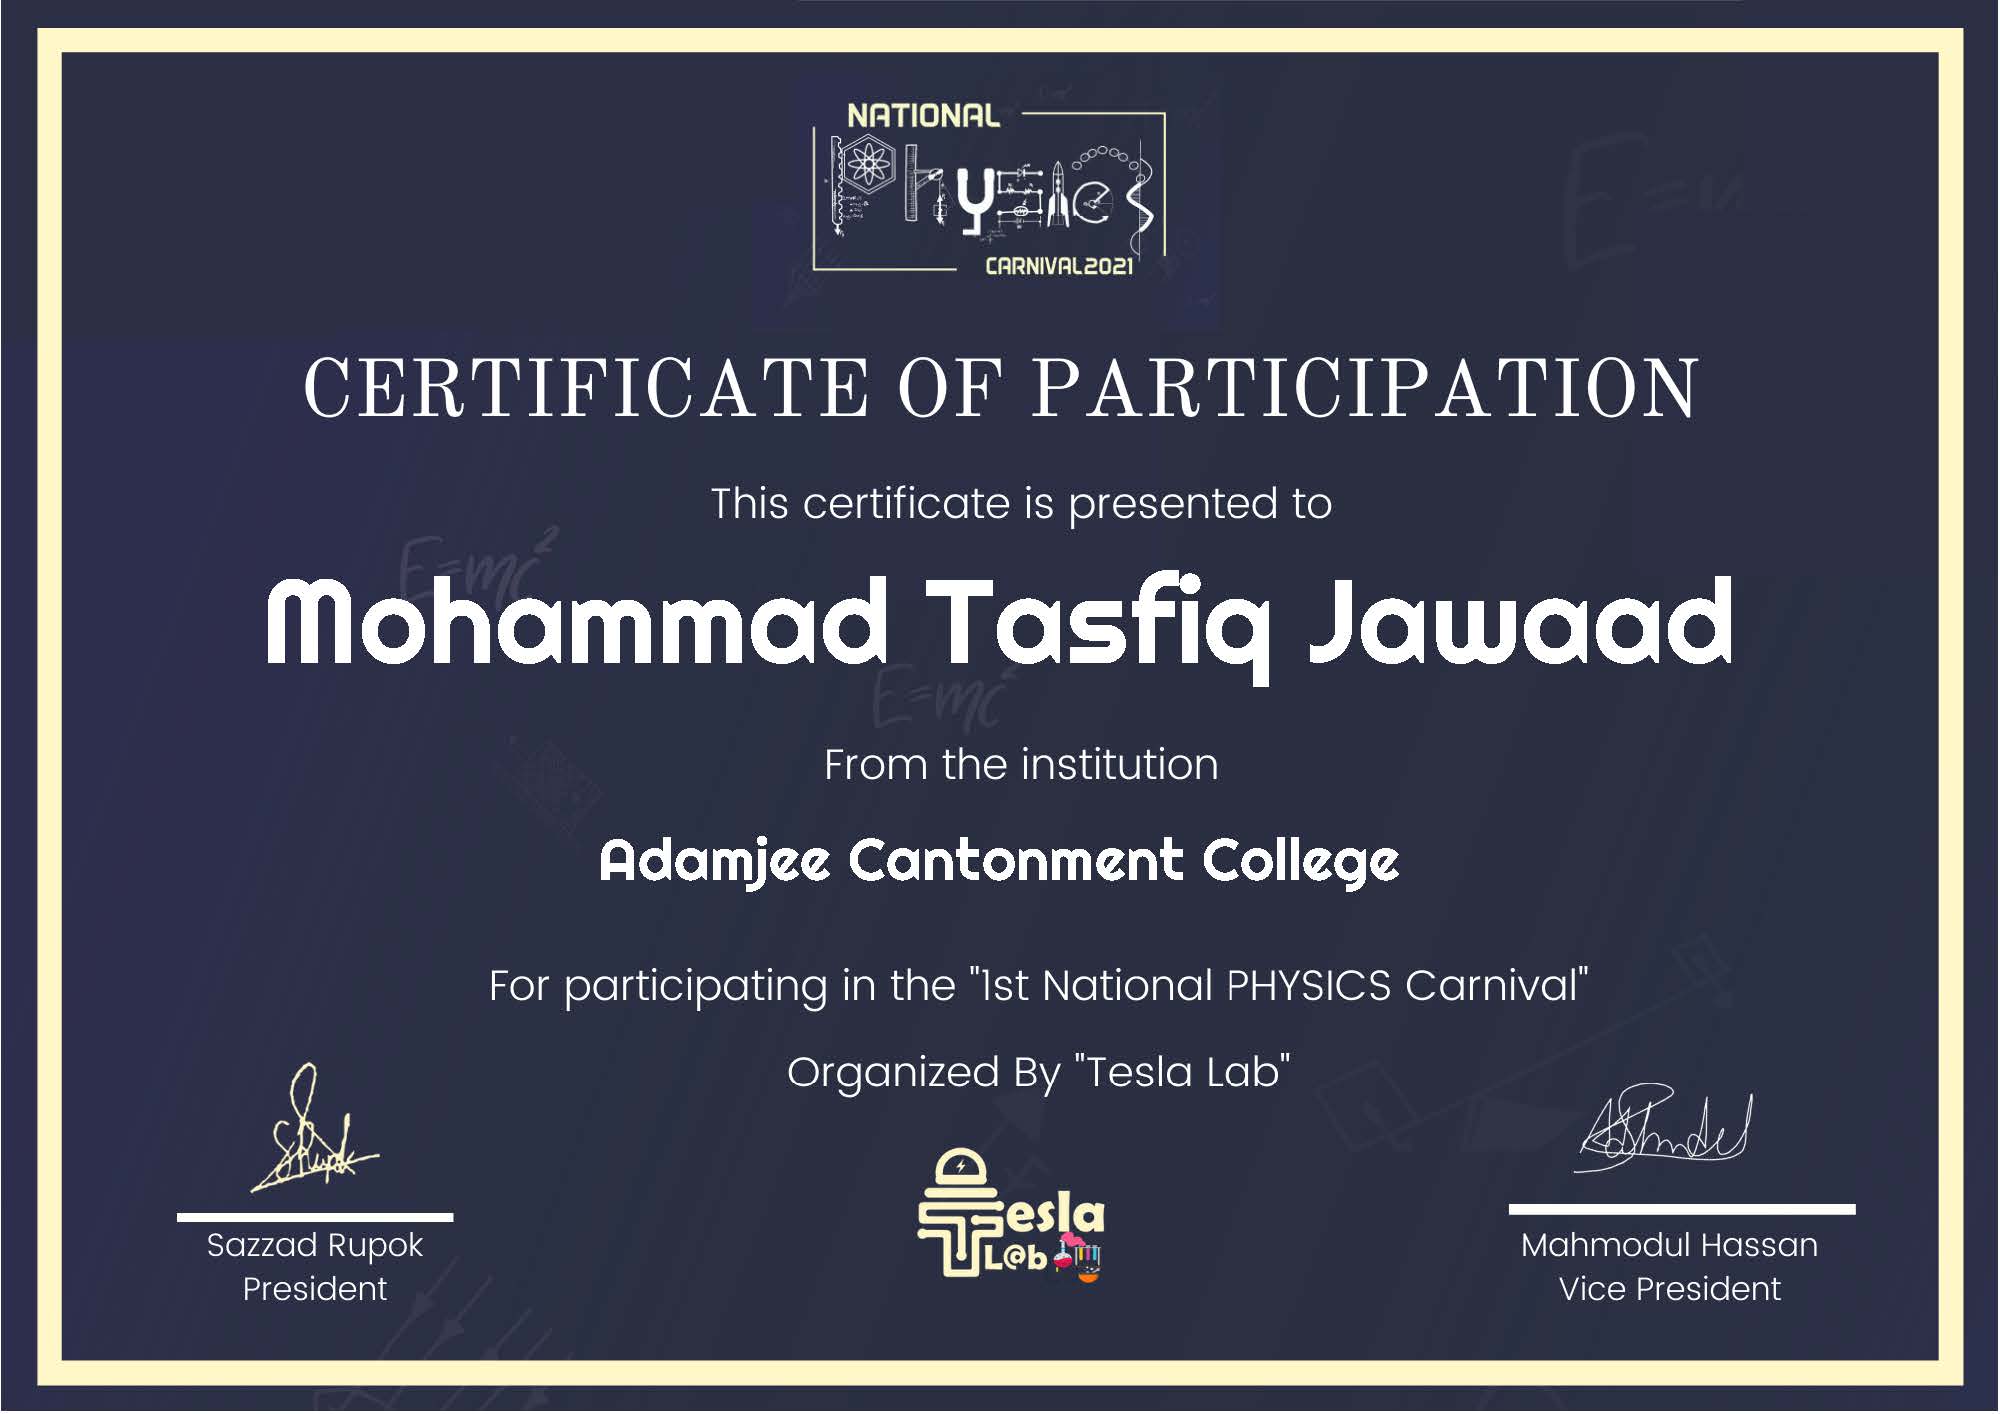 NATIONAL
Physics
CARNIVAL2021
CERTIFICATE OF PARTICIPATION
This certificate is presented to
E=mc²
Mohammad Tasfiq Jawaad
E=mc²
From the institution
Adamjee Cantonment College
For participating in the "1st National PHYSICS Carnival"
Organized By "Tesla Lab"
Tesla
L@b
Sazzad Rupok
President
Mahmodul Hassan
Vice President